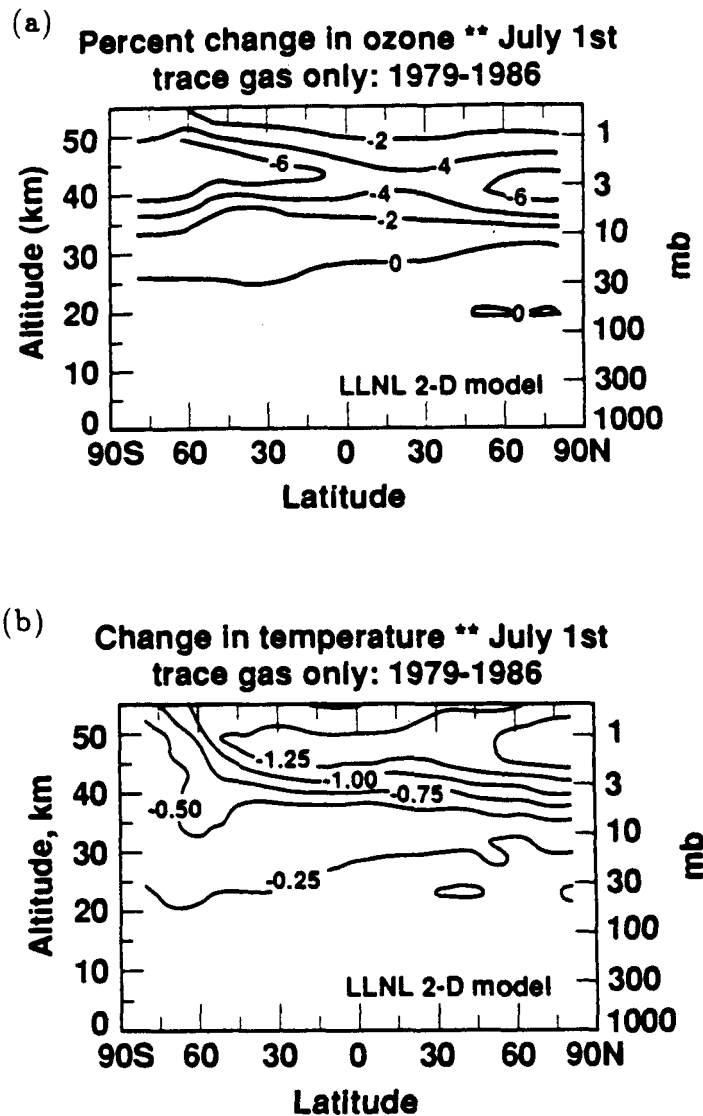 (a)
Percent change in ozone ** July 1st
trace gas only: 1979-1986
Altitude (km)
50
40
30
20
10
0
-2
-6
4
-4
-6
-2
0
0
1
3
10
30
100
300
1000
mb
LLNL 2-D model
90S 60 30 0 30 60 90N
Latitude
(b)
Change in temperature ** July 1st
trace gas only: 1979-1986
Altitude, km
50
40
30
20
10
0
-1.25
-1.00
-0.75
-0.50
-0.25
1
3
10
30
100
300
1000
mb
LLNL 2-D model
90S 60 30 0 30 60 90N
Latitude